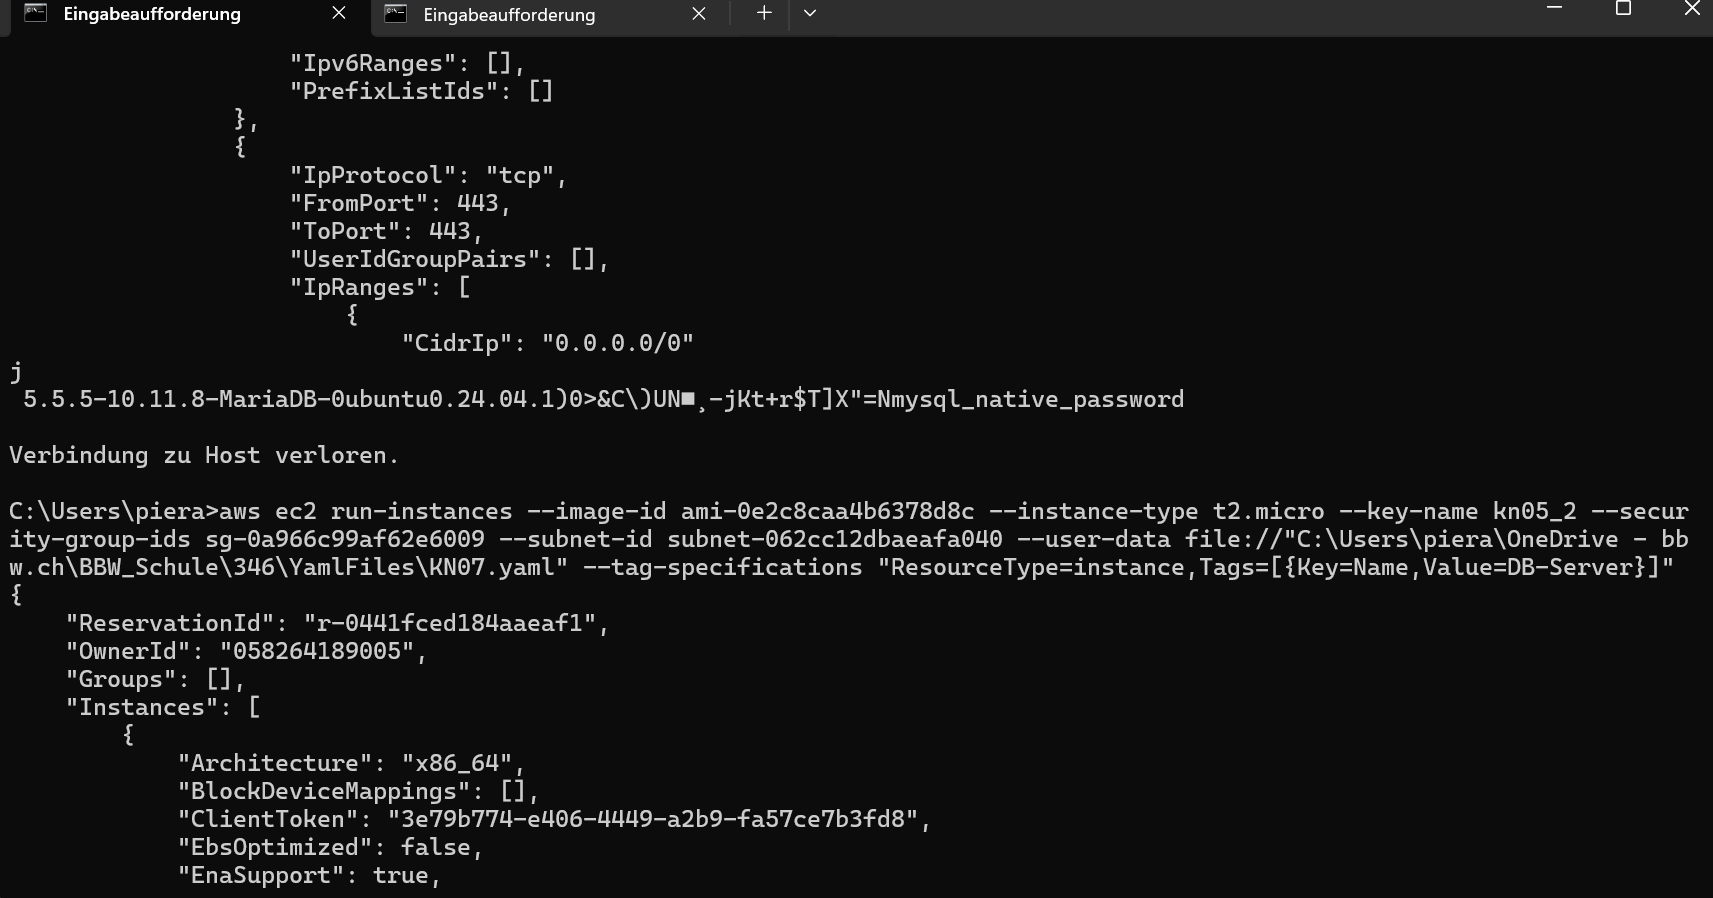 Eingabeaufforderung
Eingabeaufforderung
"Ipv6Ranges": [],
"PrefixListIds": []
},
{
"IpProtocol": "tcp",
"FromPort": 443,
"ToPort": 443,
"UserIdGroupPairs": [],
"IpRanges": [
{
"CidrIp": "0.0.0.0/0"
j
5.5.5-10.11.8-MariaDB-0ubuntu0.24.04.1)0>&C\)UN■¸-jKt+r$T]X"=Nmysql_native_password
Verbindung zu Host verloren.
C:\Users\piera>aws ec2 run-instances --image-id ami-0e2c8caa4b6378d8c --instance-type t2.micro --key-name kn05_2 --secur
ity-group-ids sg-0a966c99af62e6009 --subnet-id subnet-062cc12dbaeafa040 --user-data file://"C:\Users\piera\OneDrive - bb
w.ch\BBW_Schule\346\YamlFiles\KN07.yaml" --tag-specifications "ResourceType=instance,Tags=[{Key=Name,Value=DB-Server}]"
{
"ReservationId": "r-0441fced184aaeaf1",
"OwnerId": "058264189005",
"Groups": [],
"Instances": [
{
"Architecture": "x86_64",
"BlockDeviceMappings": [],
"ClientToken": "3e79b774-e406-4449-a2b9-fa57ce7b3fd8",
"EbsOptimized": false,
"EnaSupport": true,